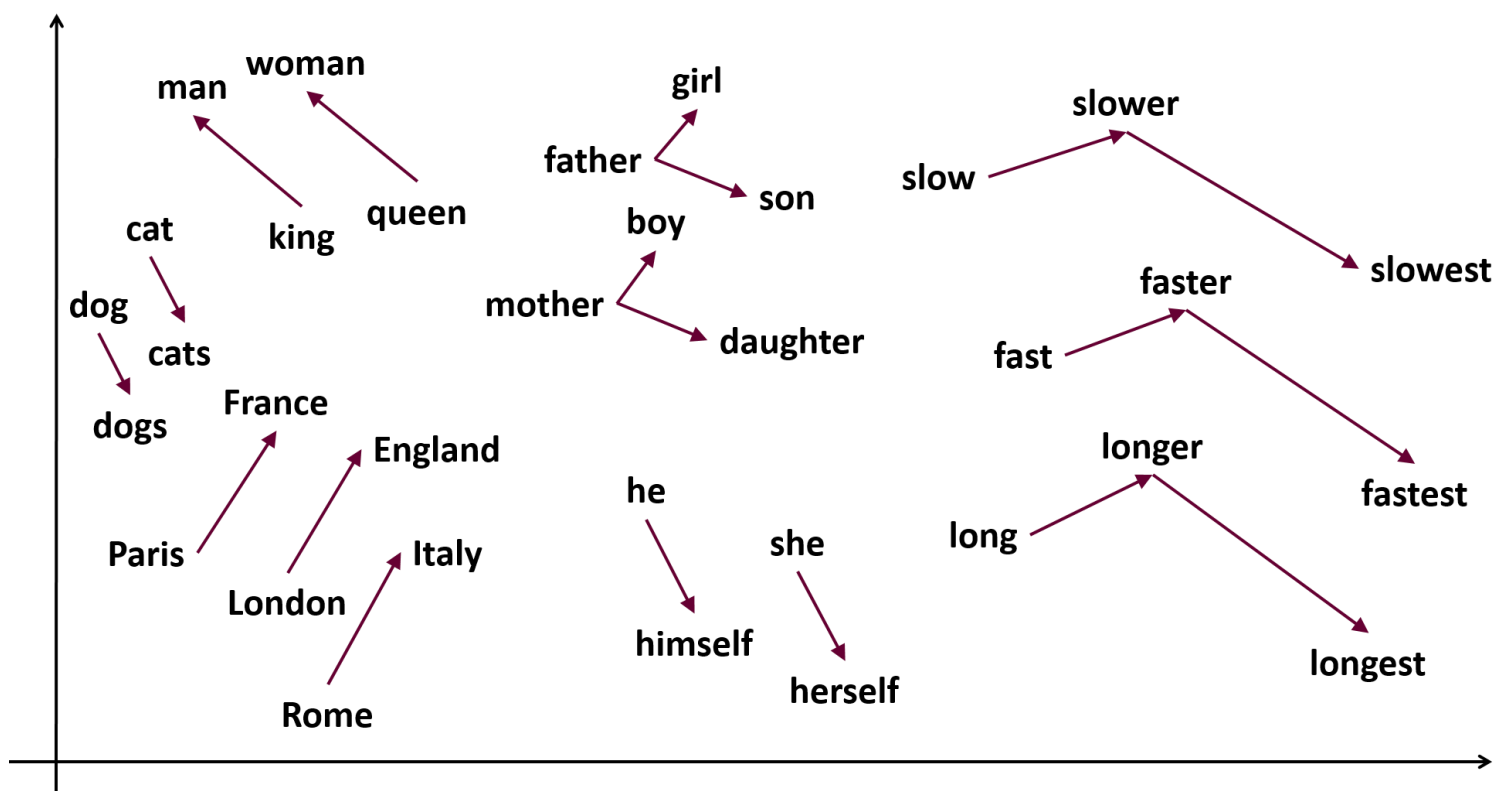 woman
man
girl
slower
father
slow
son
queen
boy
cat
king
slowest
faster
dog
mother
daughter
cats
fast
France
dogs
England
longer
he
fastest
long
she
Paris
Italy
London
himself
longest
herself
Rome